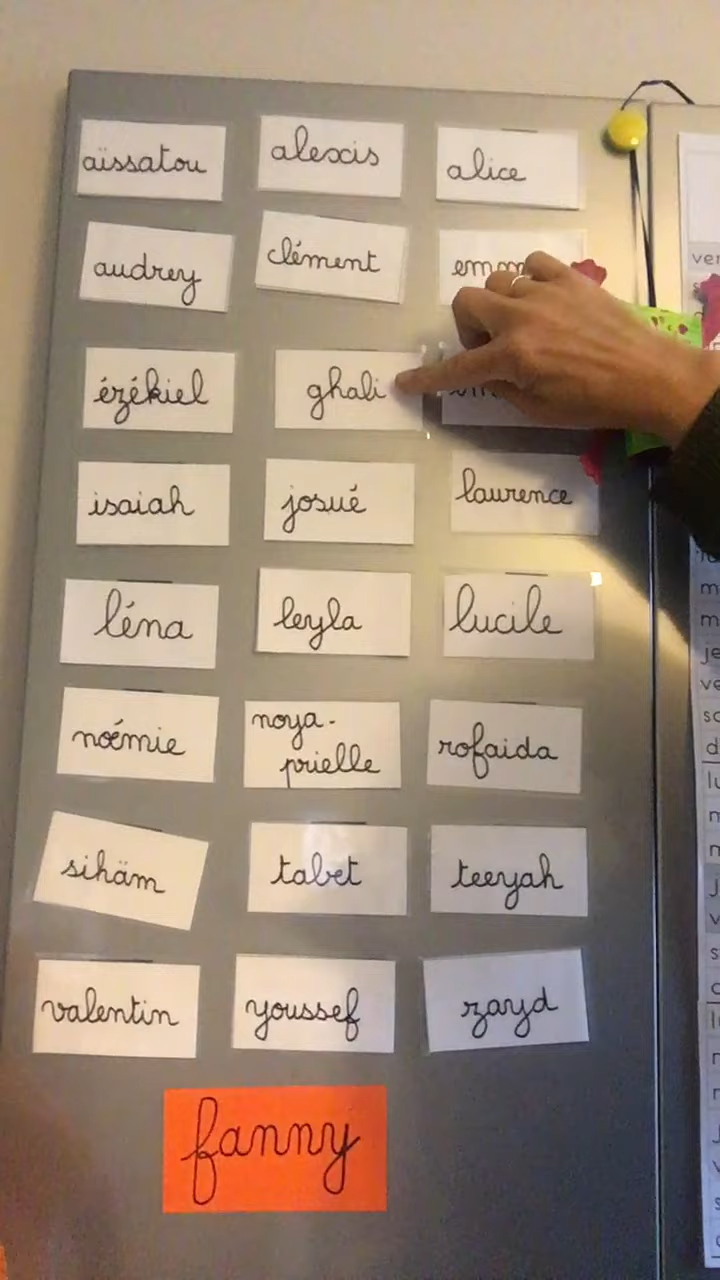 aïssatou
alexis
alice
audrey
clément
ézékiel
ghali
isaiah
josué
laurence
léna
leyla
lucile
noémie
noya-
prielle
rofaida
sihäm
tabet
teeyah
valentin
youssef
zayd
fanny